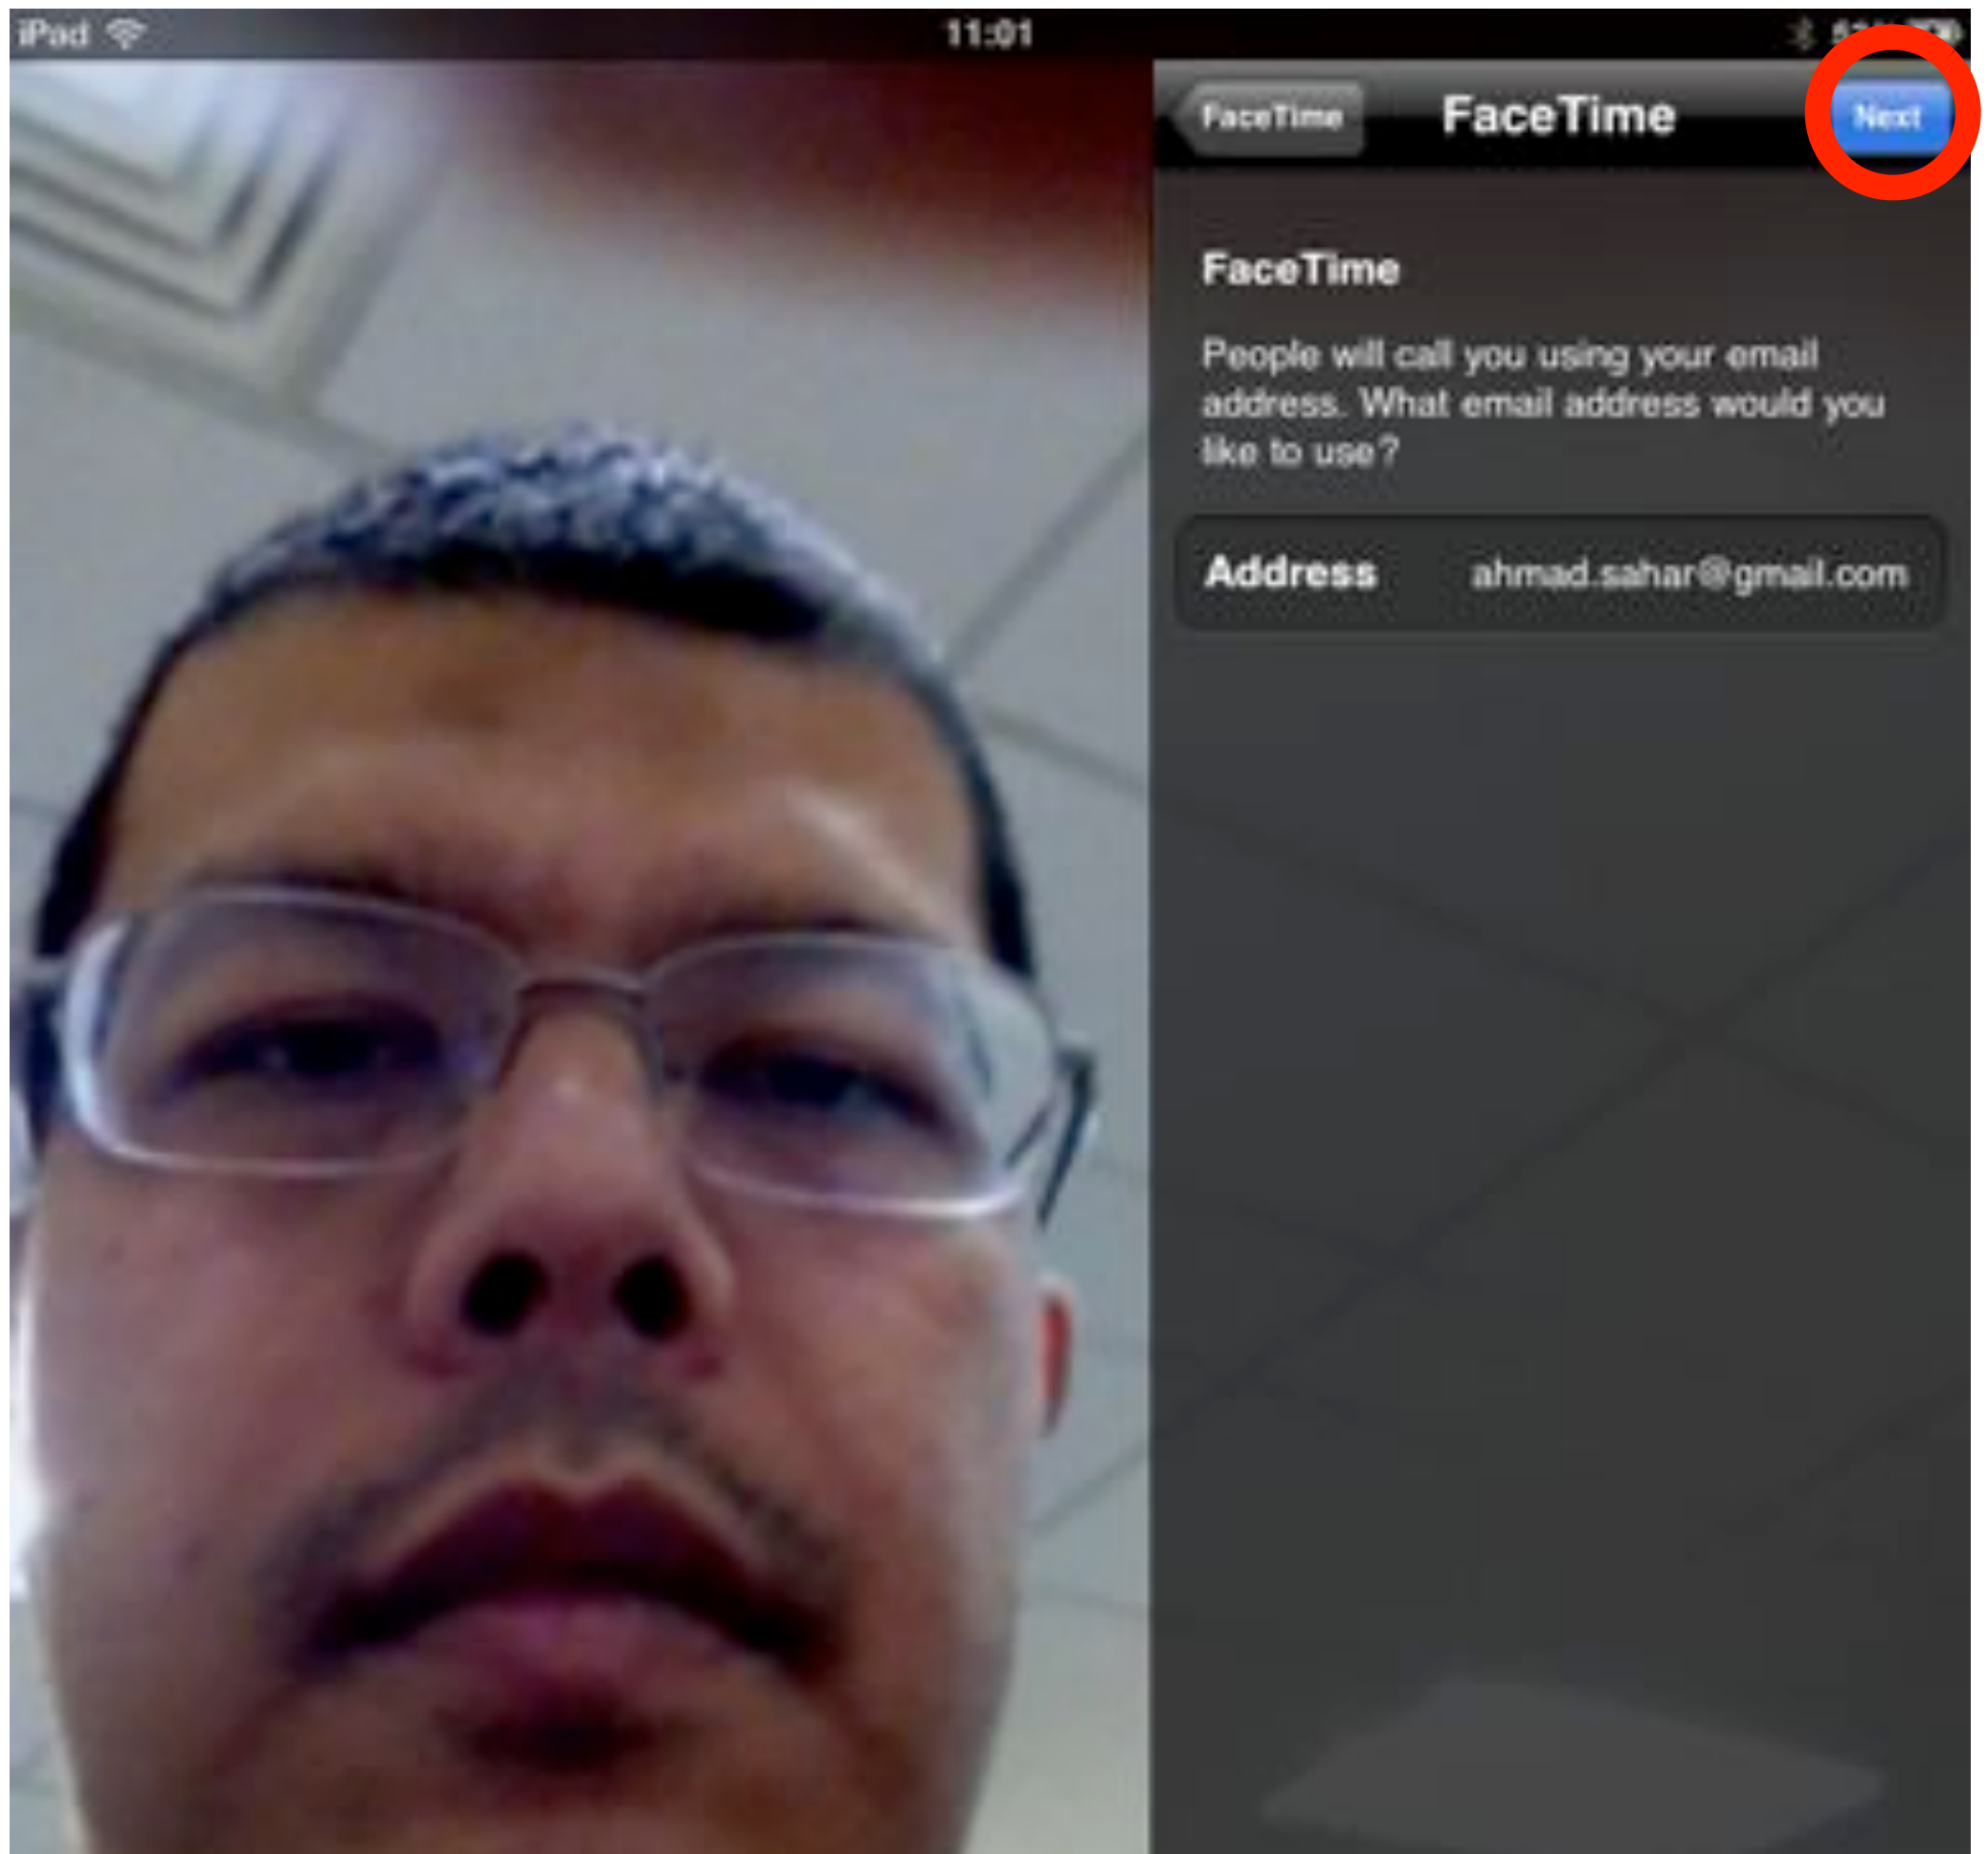 iPad
11:01
FaceTime
FaceTime
Next
FaceTime
People will call you using your email
address. What email address would you
like to use?
Address
ahmad.sahar@gmail.com